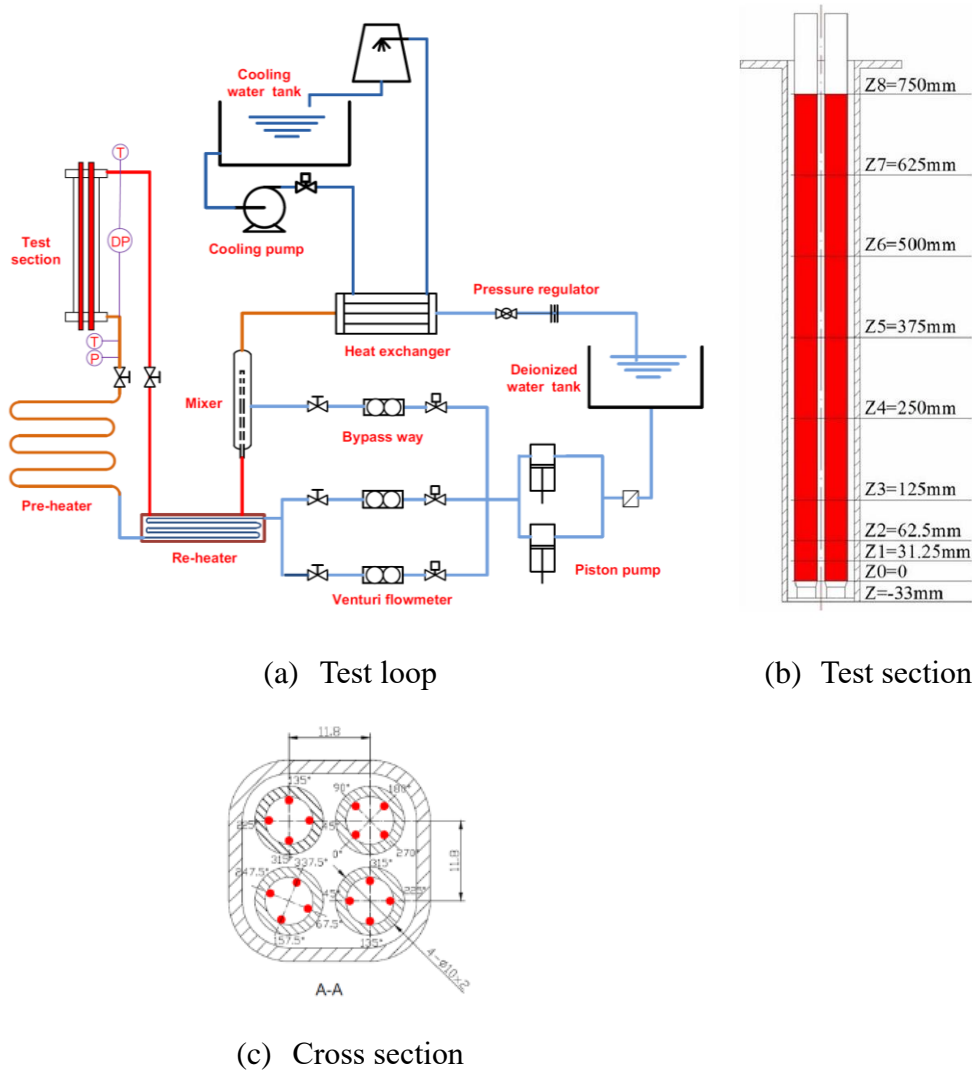 Cooling
water tank
Z8=750mm
T
Z7=625mm
Test
section
DP
Cooling pump
Z6=500mm
Pressure regulator
Z5=375mm
T
P
Heat exchanger
Deionized
water tank
Mixer
Z4=250mm
Bypass way
Pre-heater
Z3=125mm
Z2=62.5mm
Z1=31.25mm
Re-heater
Venturi flowmeter
Piston pump
Z0=0
Z=-33mm
(a) Test loop
(b) Test section
11.8
135°
90°
180°
225°
45°
0°
270°
315°
337.5°
315°
11.8
247.5°
45°
225°
67.5°
157.5°
135°
4-Ø10×2
A-A
(c) Cross section